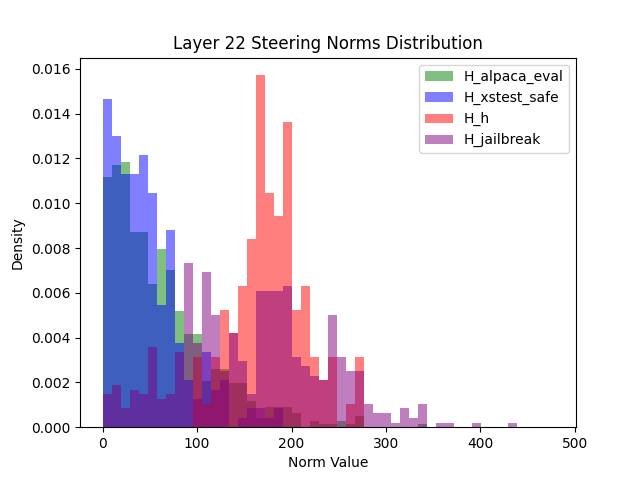 Layer 22 Steering Norms Distribution
H_alpaca_eval
H_xstest_safe
H_h
H_jailbreak
0.016
0.014
0.012
0.010
0.008
0.006
0.004
0.002
0.000
Density
0 100 200 300 400 500
Norm Value